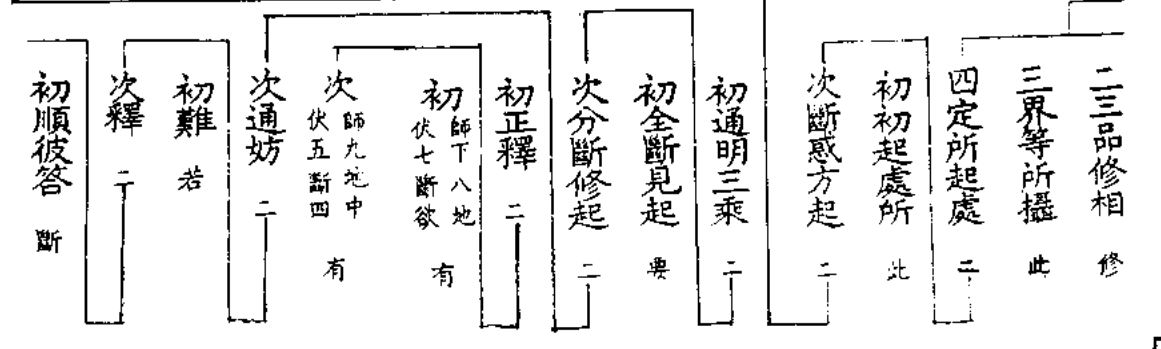 二三品修相 修
三界等所攝 此
四定所起處 二
初初起處所 此
次斷惑方起 二
初通明三乘 二
初全斷見起 要
次分斷修起 二
初正釋 二
初 師下八地伏七斷欲 有
次 師九地中伏五斷四 有
次通妨 二
初難 若
次釋 二
初順彼答 斷